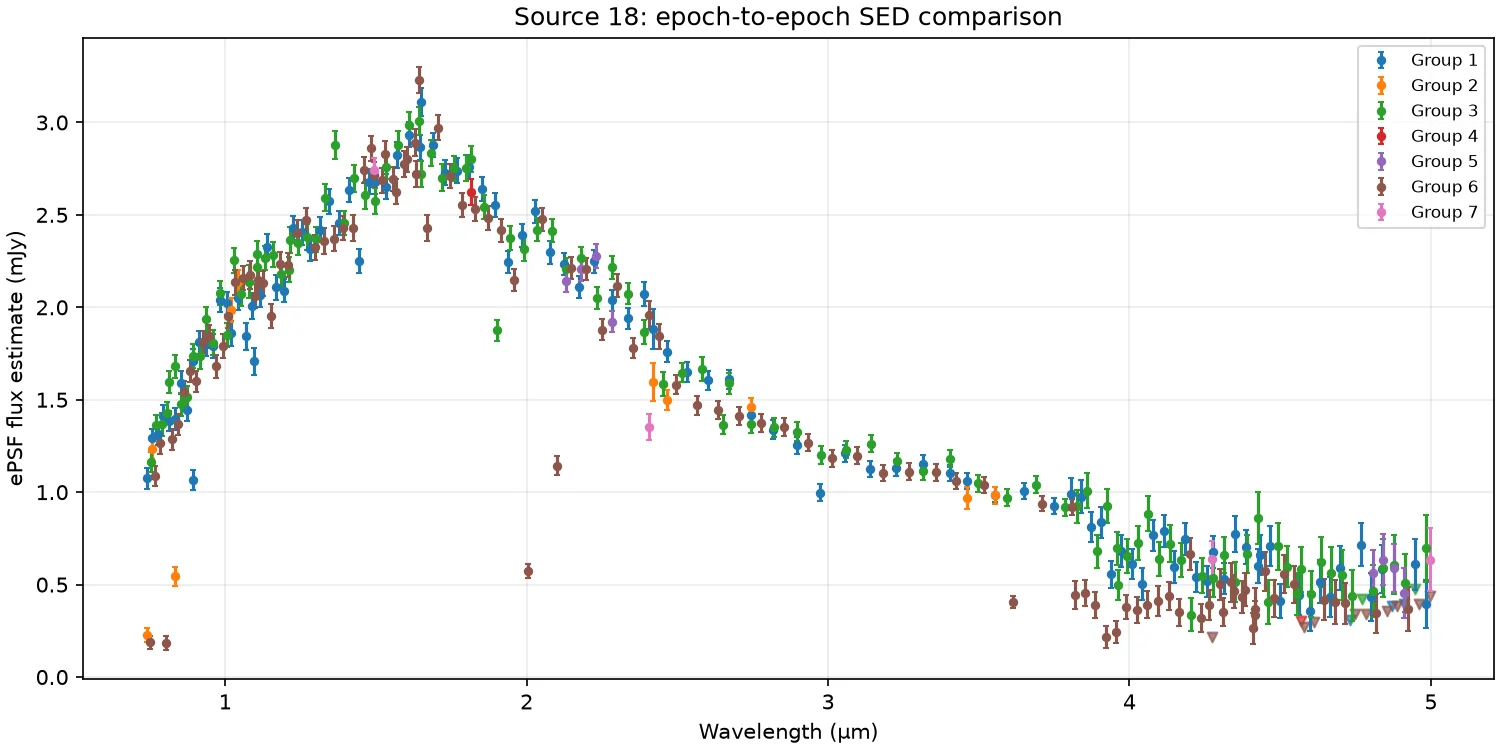 Source 18: epoch-to-epoch SED comparison
ePSF flux estimate (mJy)
3.0
2.5
2.0
1.5
1.0
0.5
0.0
1
2
3
4
5
Wavelength (μm)
Group 1
Group 2
Group 3
Group 4
Group 5
Group 6
Group 7